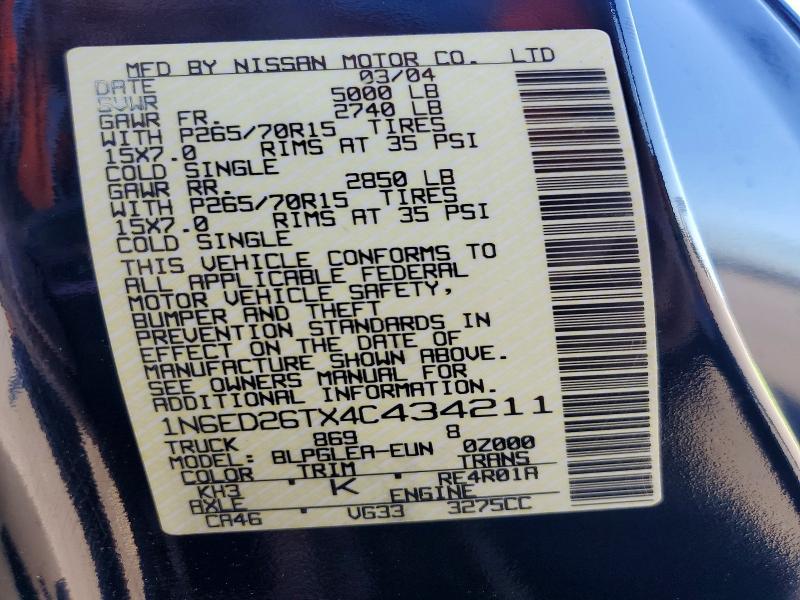 MFD BY NISSAN MOTOR CO. LTD
DATE 03/04
GVWR 5000 LB
GAWR FR. 2740 LB
WITH P265/70R15 TIRES
15X7.0 RIMS AT 35 PSI
COLD SINGLE
GAWR RR. 2850 LB
WITH P265/70R15 TIRES
15X7.0 RIMS AT 35 PSI
COLD SINGLE
THIS VEHICLE CONFORMS TO
ALL APPLICABLE FEDERAL
MOTOR VEHICLE SAFETY,
BUMPER AND THEFT
PREVENTION STANDARDS IN
EFFECT ON THE DATE OF
MANUFACTURE SHOWN ABOVE.
SEE OWNERS MANUAL FOR
ADDITIONAL INFORMATION.
1N6ED26TX4C434211
TRUCK 869 8
MODEL: BLPGLEA-EUN 0Z000
COLOR TRIM TRANS
KH3 K RE4R01A
AXLE ENGINE
CA46 VG33 3275CC